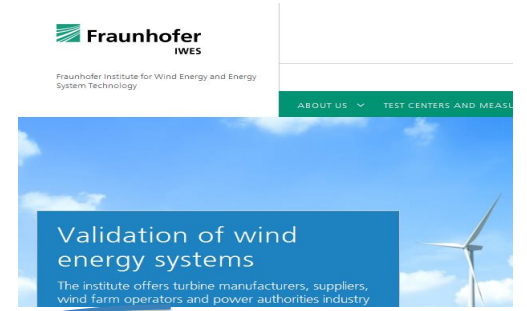 Fraunhofer
IWES
Fraunhofer Institute for Wind Energy and Energy
System Technology
ABOUT US
TEST CENTERS AND MEASU
Validation of wind
energy systems
The institute offers turbine manufacturers, suppliers,
wind farm operators and power authorities industry